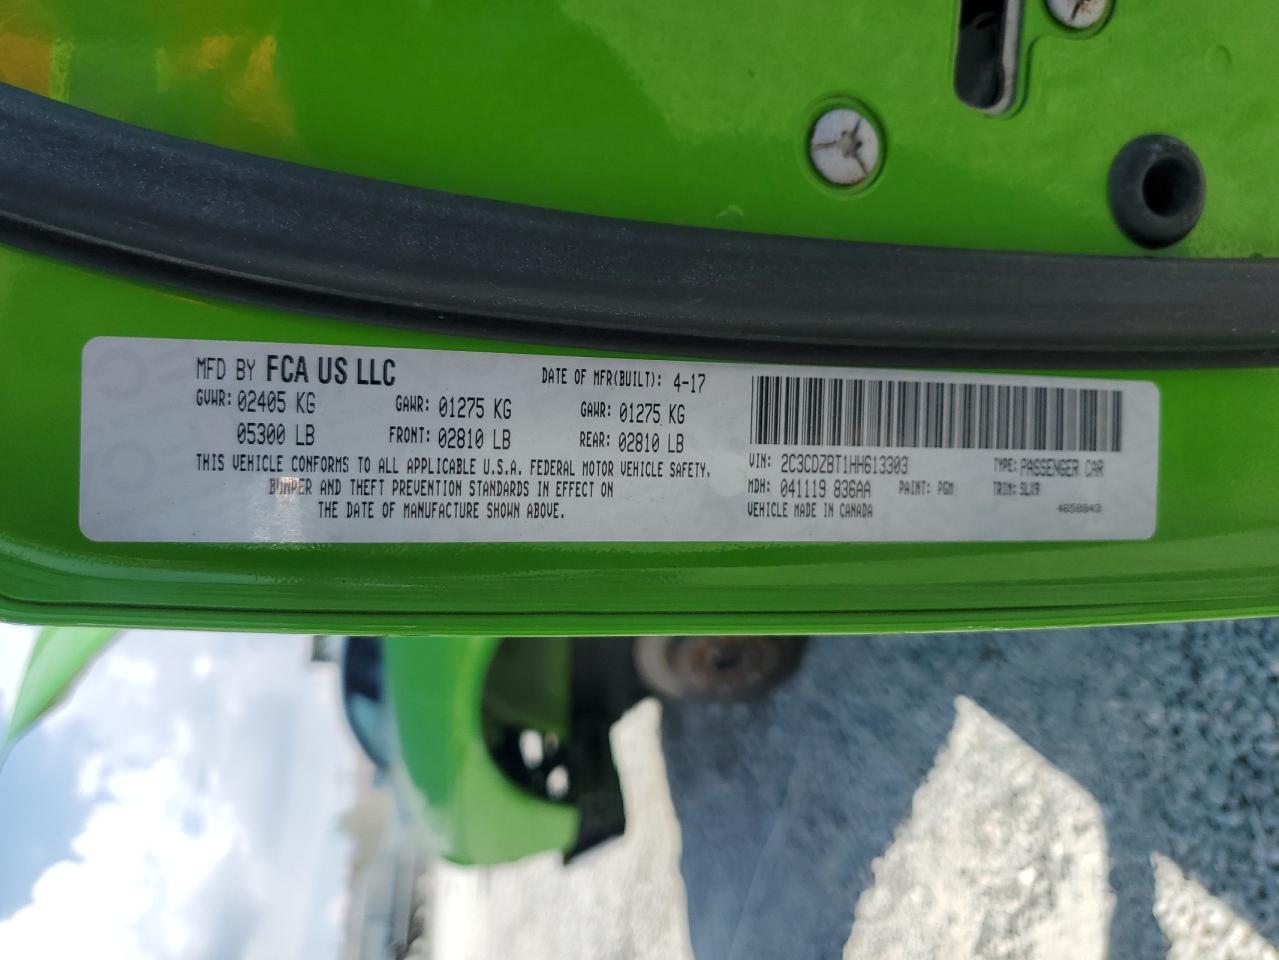 MFD BY FCA US LLC DATE OF MFR(BUILT): 4-17
GVWR: 02405 KG GAWR: 01275 KG GAWR: 01275 KG
05300 LB FRONT: 02810 LB REAR: 02810 LB
THIS VEHICLE CONFORMS TO ALL APPLICABLE U.S.A. FEDERAL MOTOR VEHICLE SAFETY,
BUMPER AND THEFT PREVENTION STANDARDS IN EFFECT ON
THE DATE OF MANUFACTURE SHOWN ABOVE.
VIN: 2C3CDZBT1HH613303 TYPE: PASSENGER CAR
MDH: 041119 836AA PAINT: PGM TRIM: SLX9
VEHICLE MADE IN CANADA 4658843